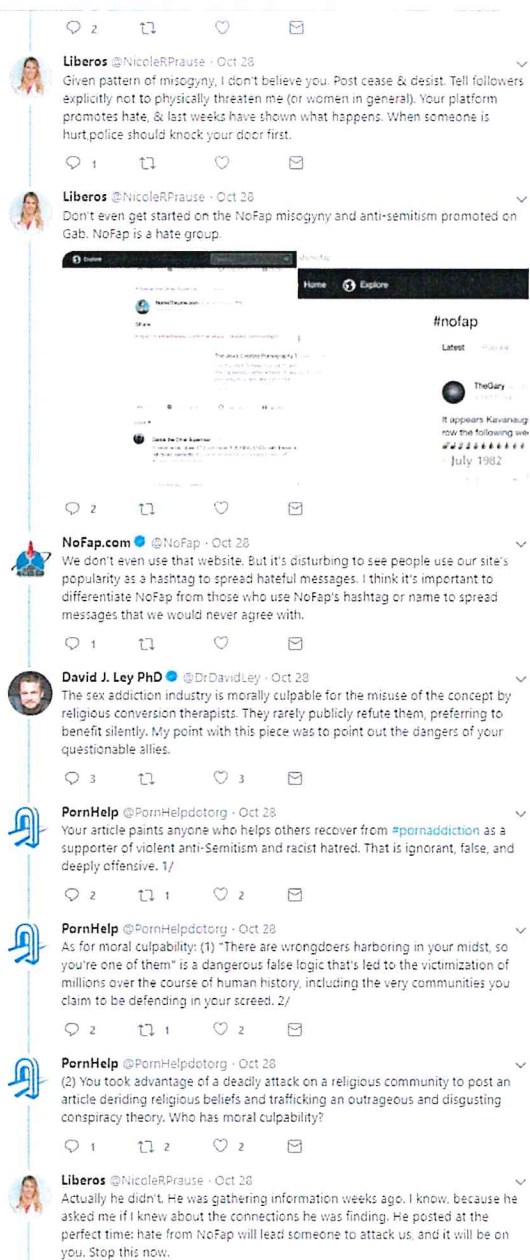 2
Liberos @NicoleRPrause · Oct 28
Given pattern of misogyny, I don't believe you. Post cease & desist. Tell followers
explicitly not to physically threaten me (or women in general). Your platform
promotes hate, & last weeks have shown what happens. When someone is
hurt,police should knock your door first.
1
Liberos @NicoleRPrause · Oct 28
Don't even get started on the NoFap misogyny and anti-semitism promoted on
Gab. NoFap is a hate group.
Explore
Home Explore
#nofap
Latest
TheGary
It appears Kavanaug
row the following we
July 1982
2
NoFap.com @NoFap · Oct 28
We don't even use that website. But it's disturbing to see people use our site's
popularity as a hashtag to spread hateful messages. I think it's important to
differentiate NoFap from those who use NoFap's hashtag or name to spread
messages that we would never agree with.
1
David J. Ley PhD @DrDavidLey · Oct 28
The sex addiction industry is morally culpable for the misuse of the concept by
religious conversion therapists. They rarely publicly refute them, preferring to
benefit silently. My point with this piece was to point out the dangers of your
questionable allies.
3 3
PornHelp @PornHelpdotorg · Oct 28
Your article paints anyone who helps others recover from #pornaddiction as a
supporter of violent anti-Semitism and racist hatred. That is ignorant, false, and
deeply offensive. 1/
2 1 2
PornHelp @PornHelpdotorg · Oct 28
As for moral culpability: (1) "There are wrongdoers harboring in your midst, so
you're one of them" is a dangerous false logic that's led to the victimization of
millions over the course of human history, including the very communities you
claim to be defending in your screed. 2/
2 1 2
PornHelp @PornHelpdotorg · Oct 28
(2) You took advantage of a deadly attack on a religious community to post an
article deriding religious beliefs and trafficking an outrageous and disgusting
conspiracy theory. Who has moral culpability?
1 2 2
Liberos @NicoleRPrause · Oct 28
Actually he didn't. He was gathering information weeks ago. I know, because he
asked me if I knew about the connections he was finding. He posted at the
perfect time: hate from NoFap will lead someone to attack us, and it will be on
you. Stop this now.